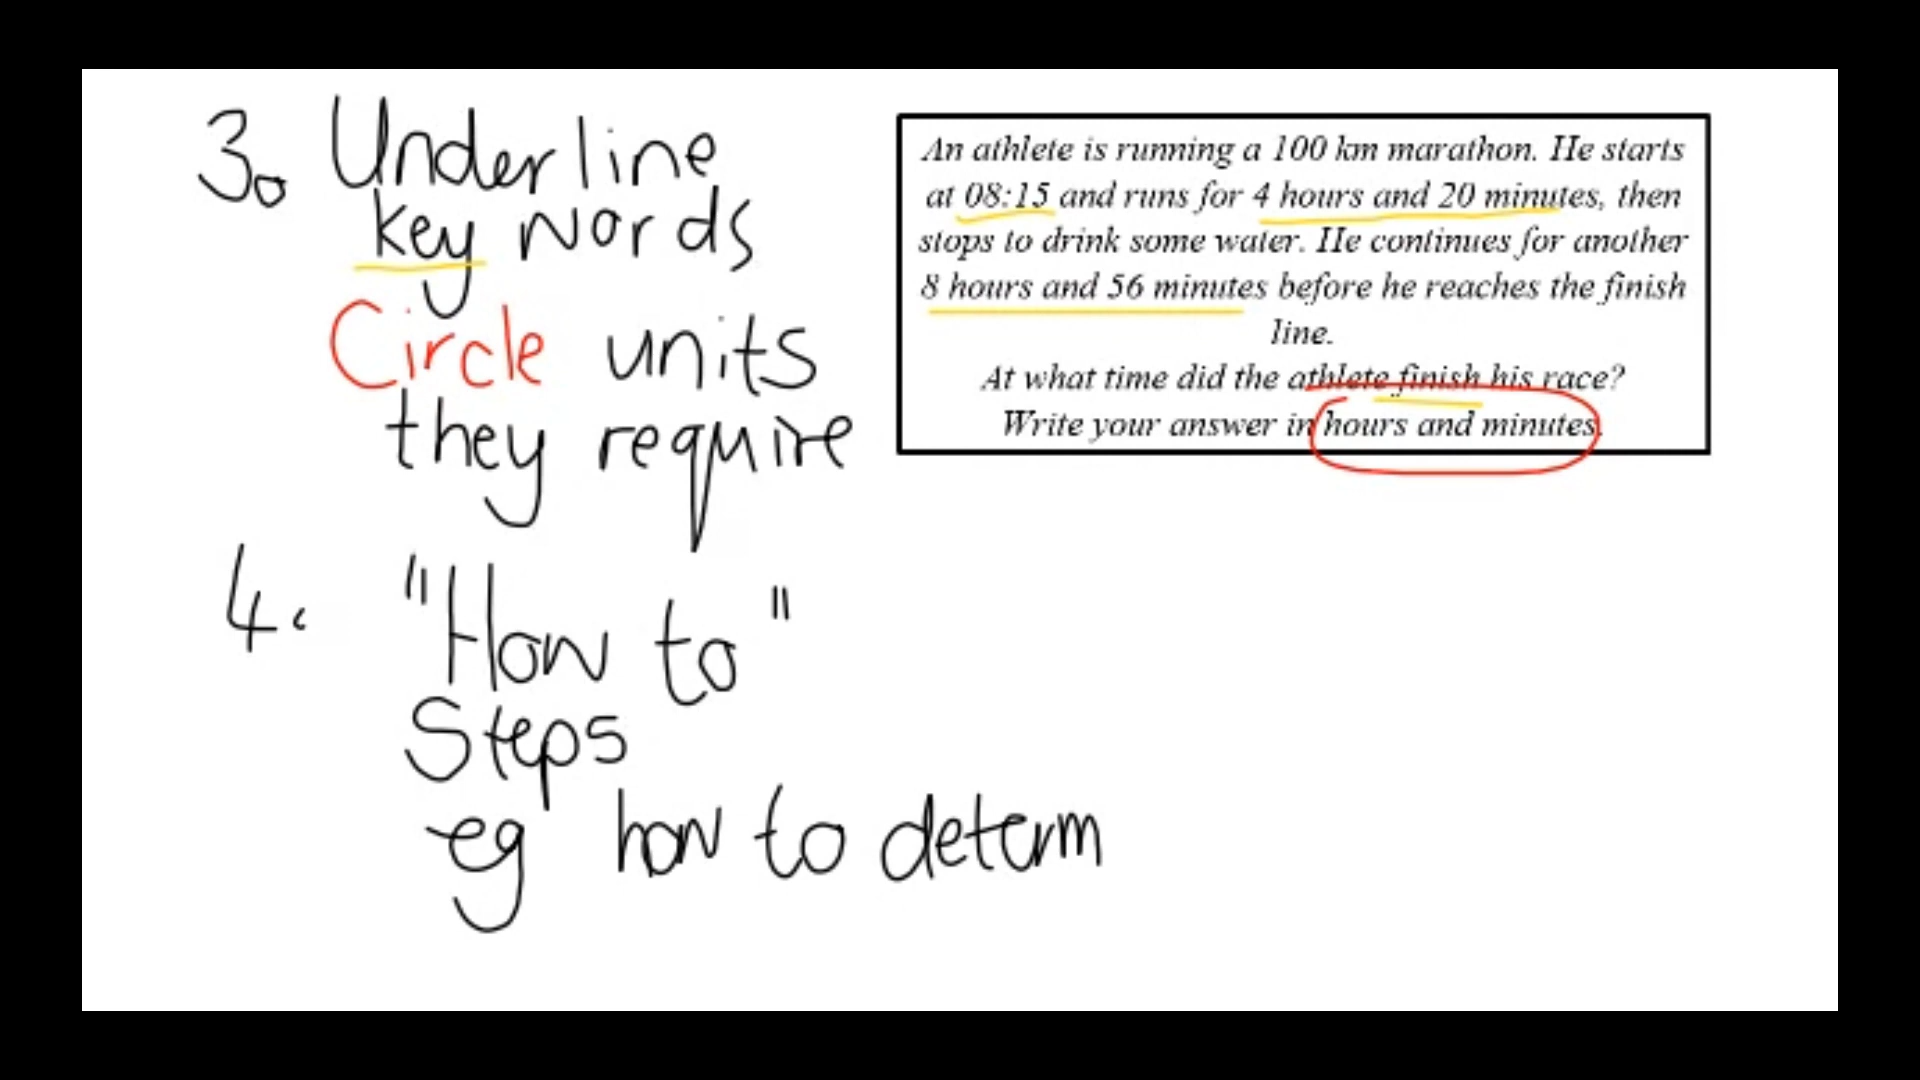 3. Underline
key words
Circle units
they require
4. "How to"
Steps
eg how to determ
An athlete is running a 100 km marathon. He starts
at 08:15 and runs for 4 hours and 20 minutes, then
stops to drink some water. He continues for another
8 hours and 56 minutes before he reaches the finish
line.
At what time did the athlete finish his race?
Write your answer in hours and minutes.